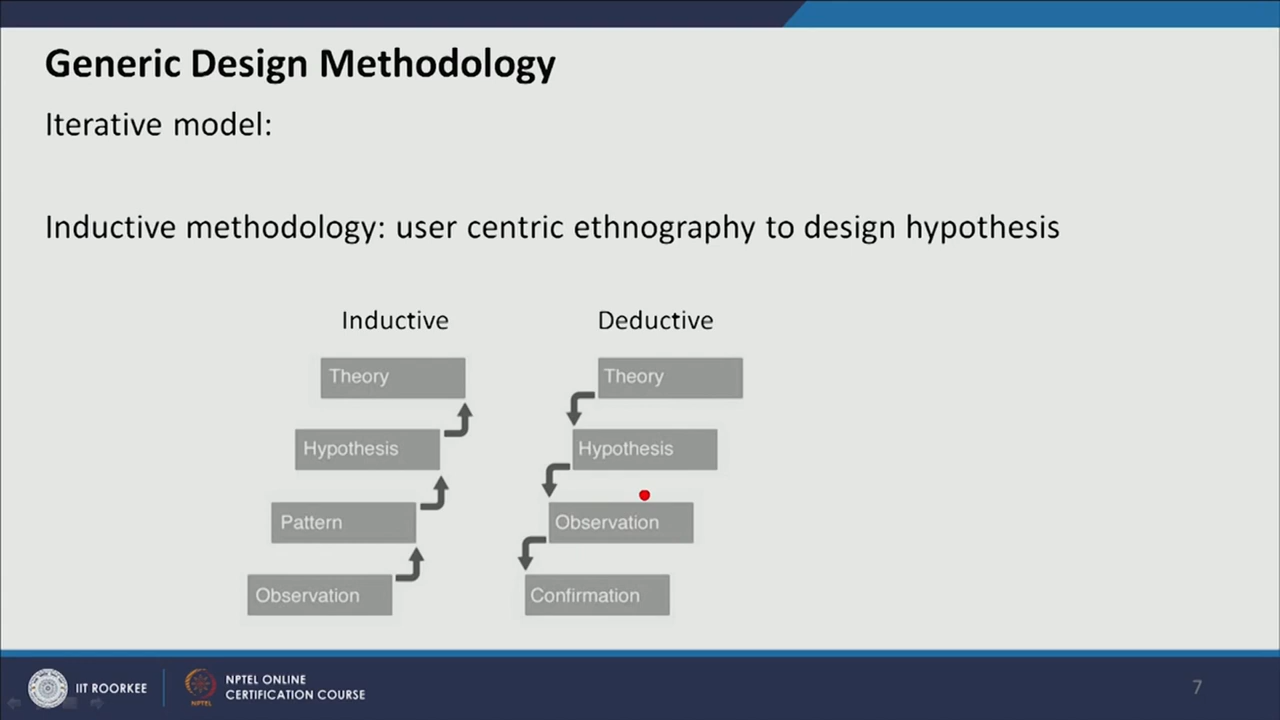 Generic Design Methodology
Iterative model:
Inductive methodology: user centric ethnography to design hypothesis
Inductive
Theory
Hypothesis
Pattern
Observation
Deductive
Theory
Hypothesis
Observation
Confirmation
IIT ROORKEE
NPTEL
NPTEL ONLINE
CERTIFICATION COURSE
7